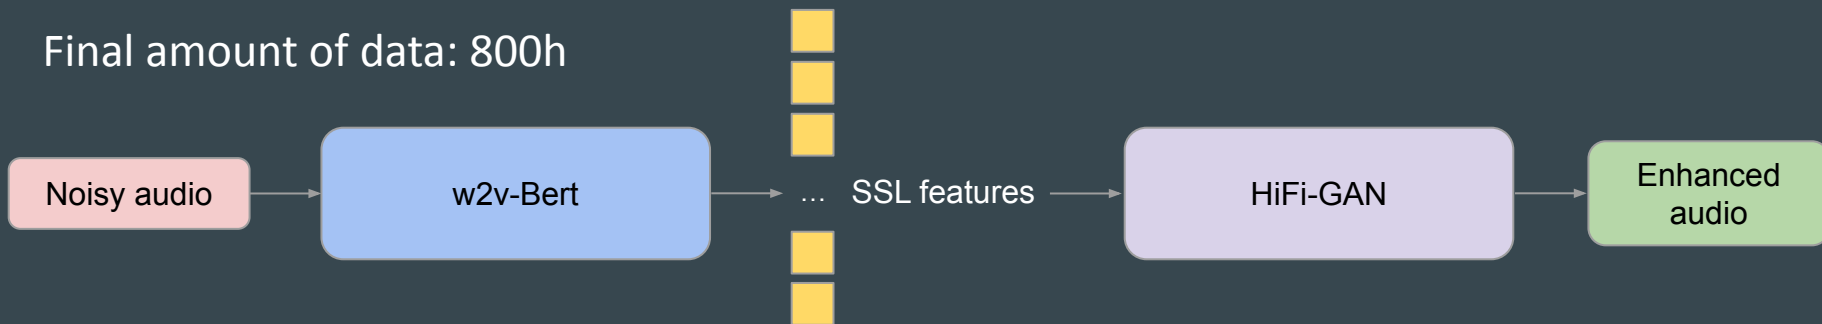 Final amount of data: 800h
Noisy audio
w2v-Bert
...
SSL features
HiFi-GAN
Enhanced
audio